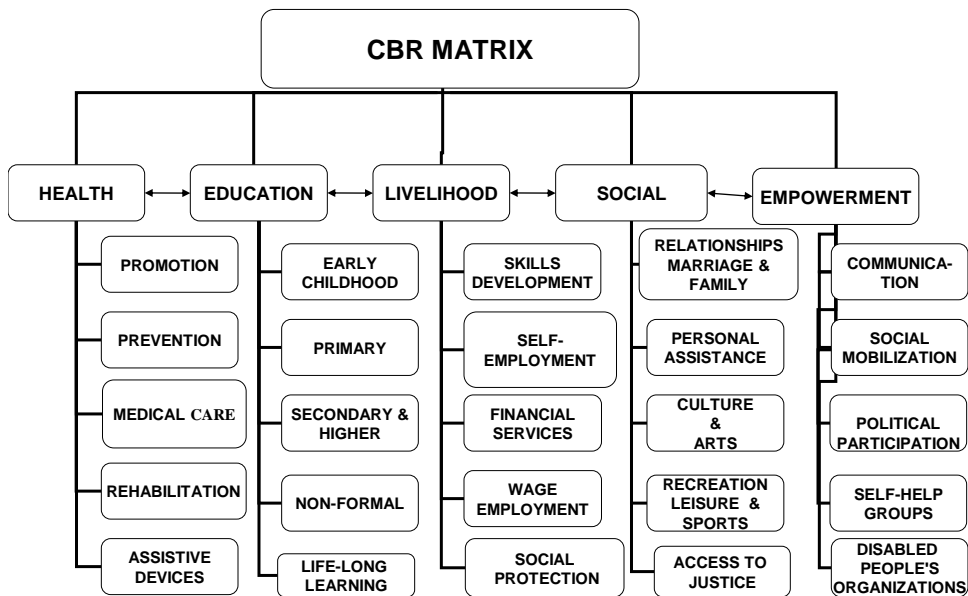 CBR MATRIX
HEALTH
EDUCATION
LIVELIHOOD
SOCIAL
EMPOWERMENT
PROMOTION
PREVENTION
MEDICAL CARE
REHABILITATION
ASSISTIVE
DEVICES
EARLY
CHILDHOOD
PRIMARY
SECONDARY &
HIGHER
NON-FORMAL
LIFE-LONG
LEARNING
SKILLS
DEVELOPMENT
SELF-
EMPLOYMENT
FINANCIAL
SERVICES
WAGE
EMPLOYMENT
SOCIAL
PROTECTION
RELATIONSHIPS
MARRIAGE &
FAMILY
PERSONAL
ASSISTANCE
CULTURE
&
ARTS
RECREATION
LEISURE &
SPORTS
ACCESS TO
JUSTICE
COMMUNICA-
TION
SOCIAL
MOBILIZATION
POLITICAL
PARTICIPATION
SELF-HELP
GROUPS
DISABLED
PEOPLE'S
ORGANIZATIONS